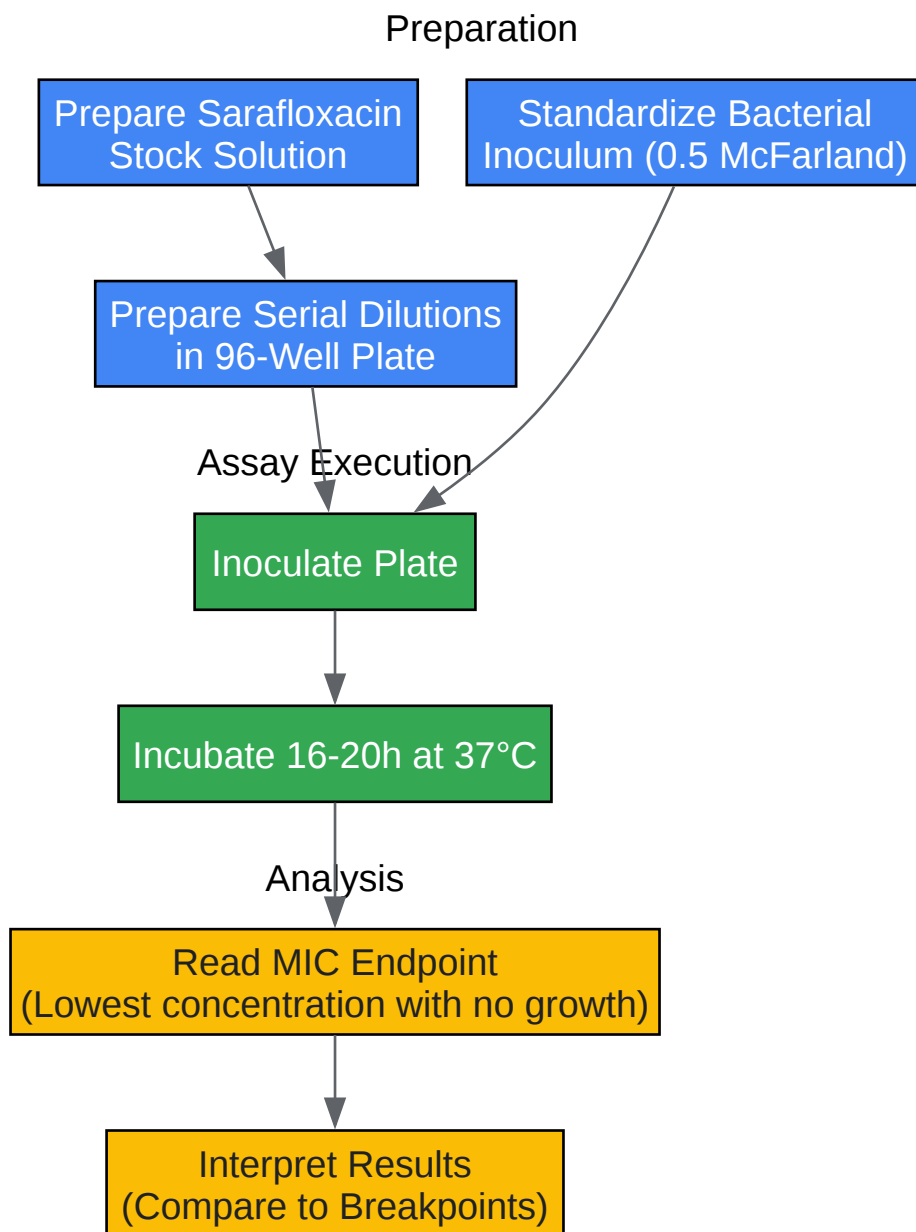 Preparation
Prepare Sarafloxacin
Stock Solution
Standardize Bacterial
Inoculum (0.5 McFarland)
Prepare Serial Dilutions
in 96-Well Plate
Assay Execution
Inoculate Plate
Incubate 16-20h at 37°C
Analysis
Read MIC Endpoint
(Lowest concentration with no growth)
Interpret Results
(Compare to Breakpoints)